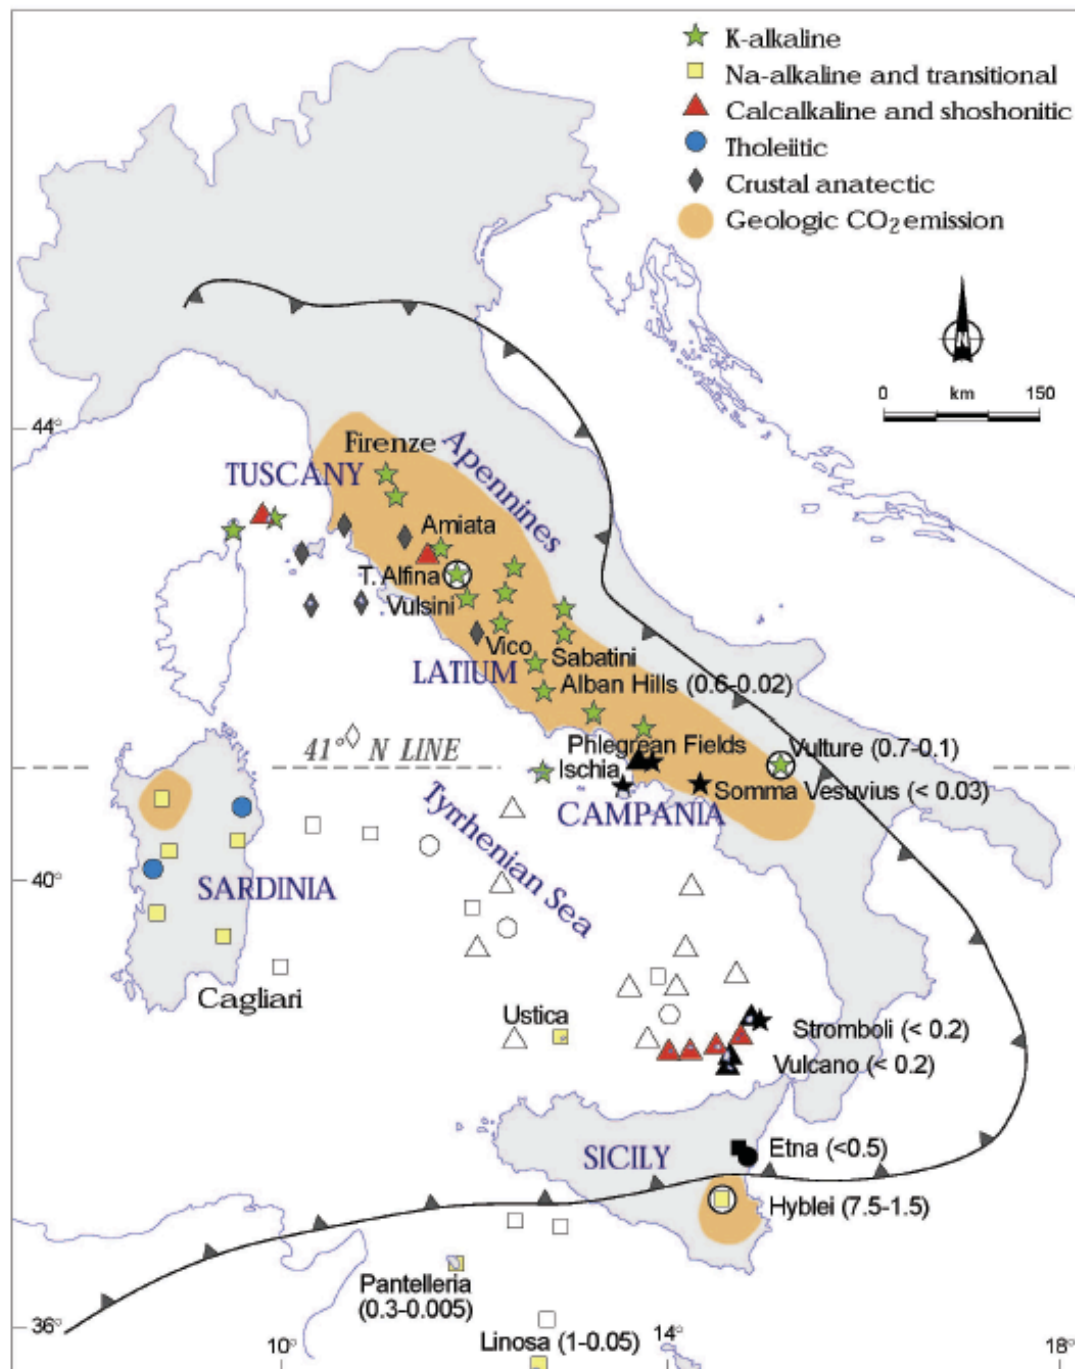 K-alkaline
Na-alkaline and transitional
Calcalkaline and shoshonitic
Tholeiitic
Crustal anatectic
Geologic CO2 emission
N
0 km 150
44°
Firenze
Apennines
TUSCANY
Amiata
T. Alfina
Vulsini
Vico
Sabatini
LATIUM
Alban Hills (0.6-0.02)
41° N LINE
Phlegrean Fields
Vulture (0.7-0.1)
Ischia
Somma Vesuvius (< 0.03)
CAMPANIA
Tyrrhenian Sea
40°
SARDINIA
Cagliari
Ustica
Stromboli (< 0.2)
Vulcano (< 0.2)
Etna (<0.5)
SICILY
Hyblei (7.5-1.5)
Pantelleria
(0.3-0.005)
36°
10°
14°
18°
Linosa (1-0.05)